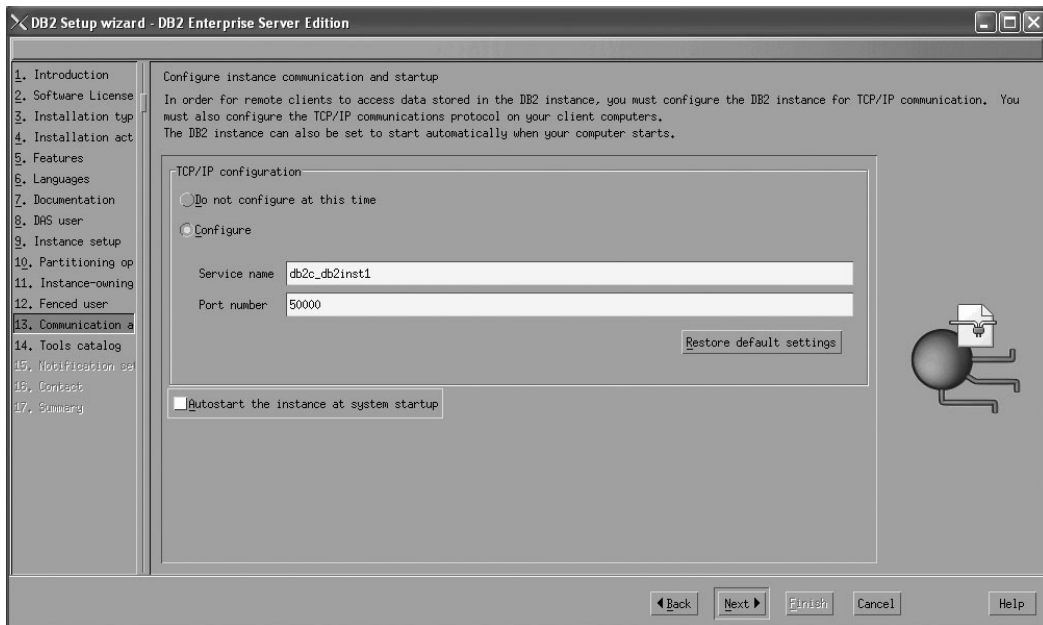 DB2 Setup wizard - DB2 Enterprise Server Edition
1. Introduction
2. Software License
3. Installation typ
4. Installation act
5. Features
6. Languages
7. Documentation
8. DAS user
9. Instance setup
10. Partitioning op
11. Instance-owning
12. Fenced user
13. Communication a
14. Tools catalog
15. Notification set
16. Contact
17. Summary
Configure instance communication and startup
In order for remote clients to access data stored in the DB2 instance, you must configure the DB2 instance for TCP/IP communication. You
must also configure the TCP/IP communications protocol on your client computers.
The DB2 instance can also be set to start automatically when your computer starts.
TCP/IP configuration
Do not configure at this time
Configure
Service name db2c_db2inst1
Port number 50000
Restore default settings
Autostart the instance at system startup
Back Next Finish Cancel Help